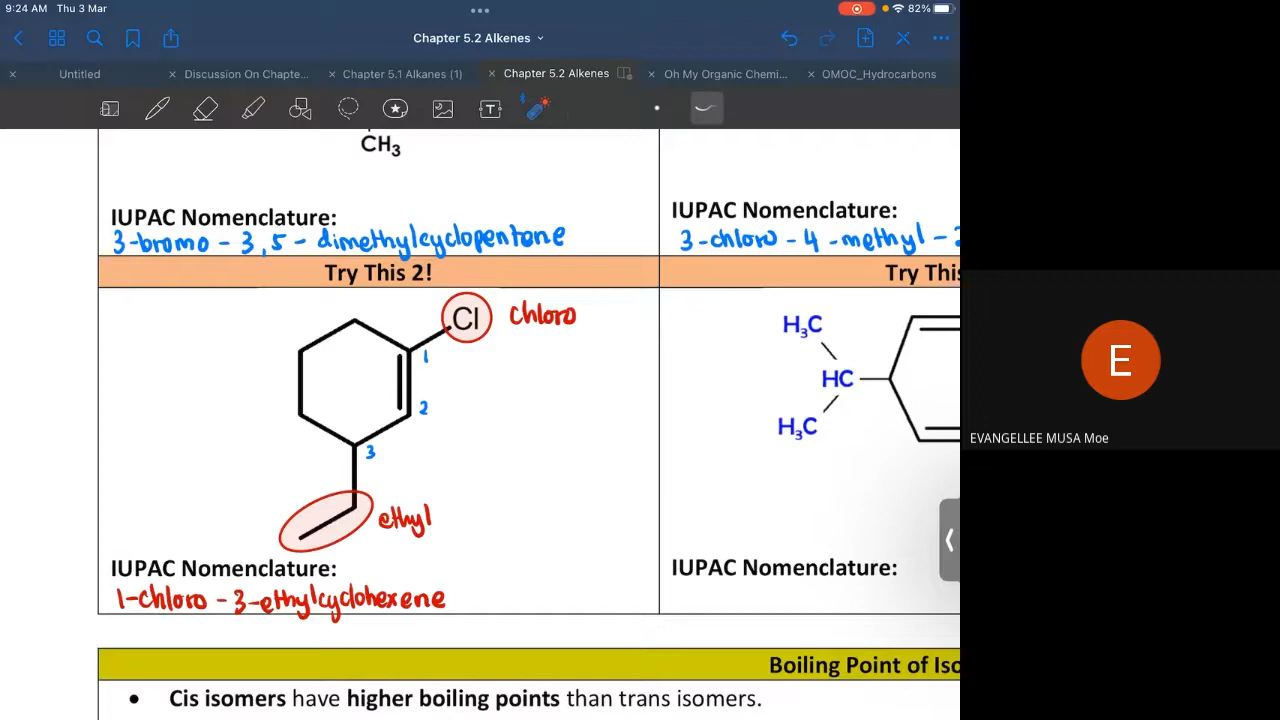 9:24 AM Thu 3 Mar
82%
Chapter 5.2 Alkenes
Untitled
Discussion On Chapte...
Chapter 5.1 Alkanes (1)
Chapter 5.2 Alkenes
Oh My Organic Chemi...
OMOC_Hydrocarbons
T
CH3
IUPAC Nomenclature:
3-bromo - 3,5 - dimethylcyclopentene
IUPAC Nomenclature:
3-chloro - 4 - methyl -
Try This 2!
Try This
Cl
chloro
1
2
3
ethyl
IUPAC Nomenclature:
1-chloro - 3-ethylcyclohexene
H3C
HC
H3C
IUPAC Nomenclature:
E
EVANGELLEE MUSA Moe
Boiling Point of Iso
• Cis isomers have higher boiling points than trans isomers.